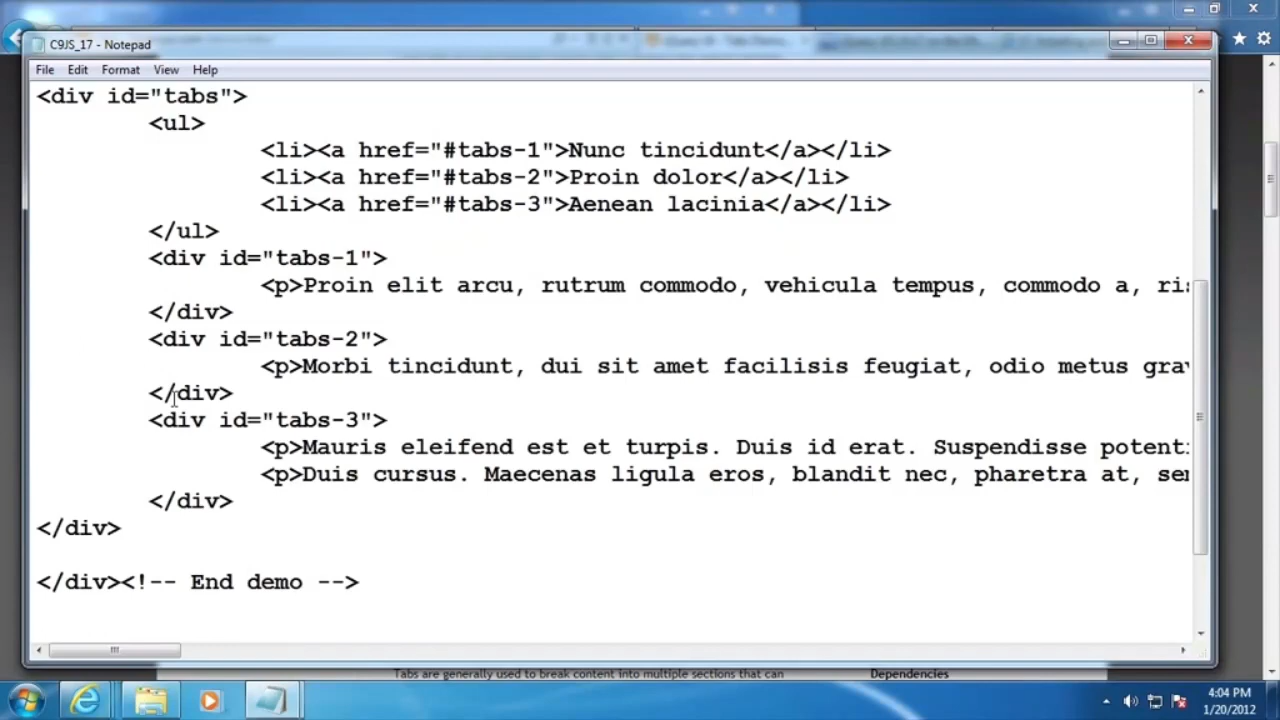 C9JS_17 - Notepad
File Edit Format View Help
<div id="tabs">
<ul>
<li><a href="#tabs-1">Nunc tincidunt</a></li>
<li><a href="#tabs-2">Proin dolor</a></li>
<li><a href="#tabs-3">Aenean lacinia</a></li>
</ul>
<div id="tabs-1">
<p>Proin elit arcu, rutrum commodo, vehicula tempus, commodo a, ris
</div>
<div id="tabs-2">
<p>Morbi tincidunt, dui sit amet facilisis feugiat, odio metus grav
</div>
<div id="tabs-3">
<p>Mauris eleifend est et turpis. Duis id erat. Suspendisse potenti
<p>Duis cursus. Maecenas ligula eros, blandit nec, pharetra at, sem
</div>
</div>
</div><!-- End demo -->
Tabs are generally used to break content into multiple sections that can
Dependencies
4:04 PM
1/20/2012